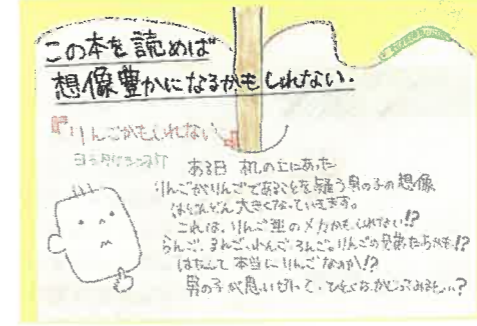 この本を読めば
想像豊かになるかもしれない.
『りんごかもしれない』
ヨシタケシンスケ
ある日 机の上にあった
りんごがりんごであることを疑う男の子の想像
はどんどん大きくなっていきます。
これは、りんご型のメカかもしれない!?
らんご、るんご、れんご、ろんご。りんごの兄弟たちかも!?
はたして本当にりんごなのか!?
男の子が思い切って・ひとくちかじってみると…?